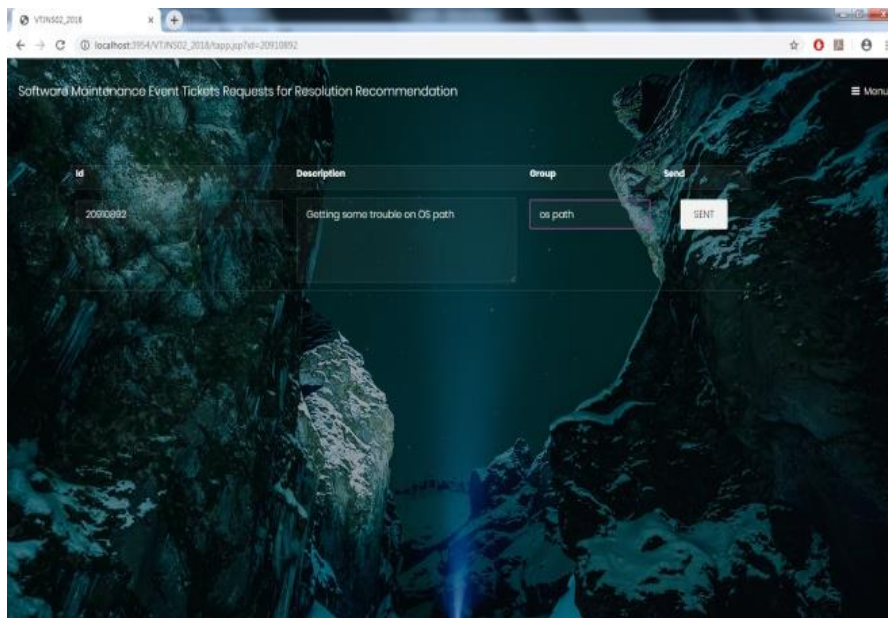 VTJNS02_2018
localhost:3954/VTJNS02_2018/tapp.jsp?id=20910892
Software Maintenance Event Tickets Requests for Resolution Recommendation
Menu
Id Description Group Send
20910892 Getting some trouble on OS path os path SENT